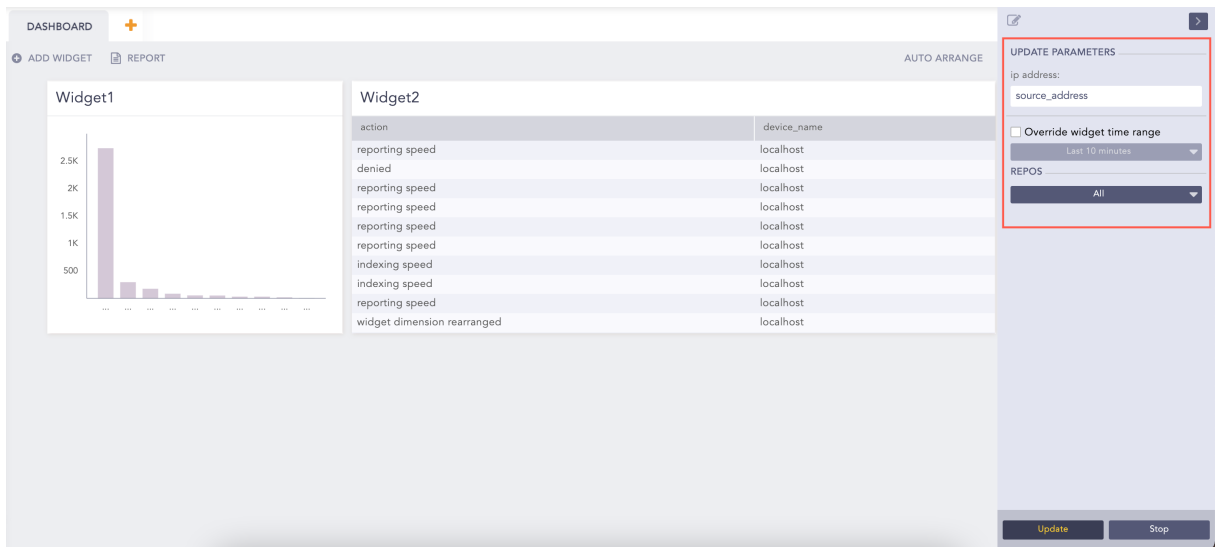 DASHBOARD
ADD WIDGET REPORT AUTO ARRANGE
Widget1
2.5K
2K
1.5K
1K
500
... ... ... ... ... ... ... ... ... ...
Widget2
action device_name
reporting speed localhost
denied localhost
reporting speed localhost
reporting speed localhost
reporting speed localhost
reporting speed localhost
indexing speed localhost
indexing speed localhost
reporting speed localhost
widget dimension rearranged localhost
UPDATE PARAMETERS
ip address:
source_address
Override widget time range
Last 10 minutes
REPOS
All
Update Stop